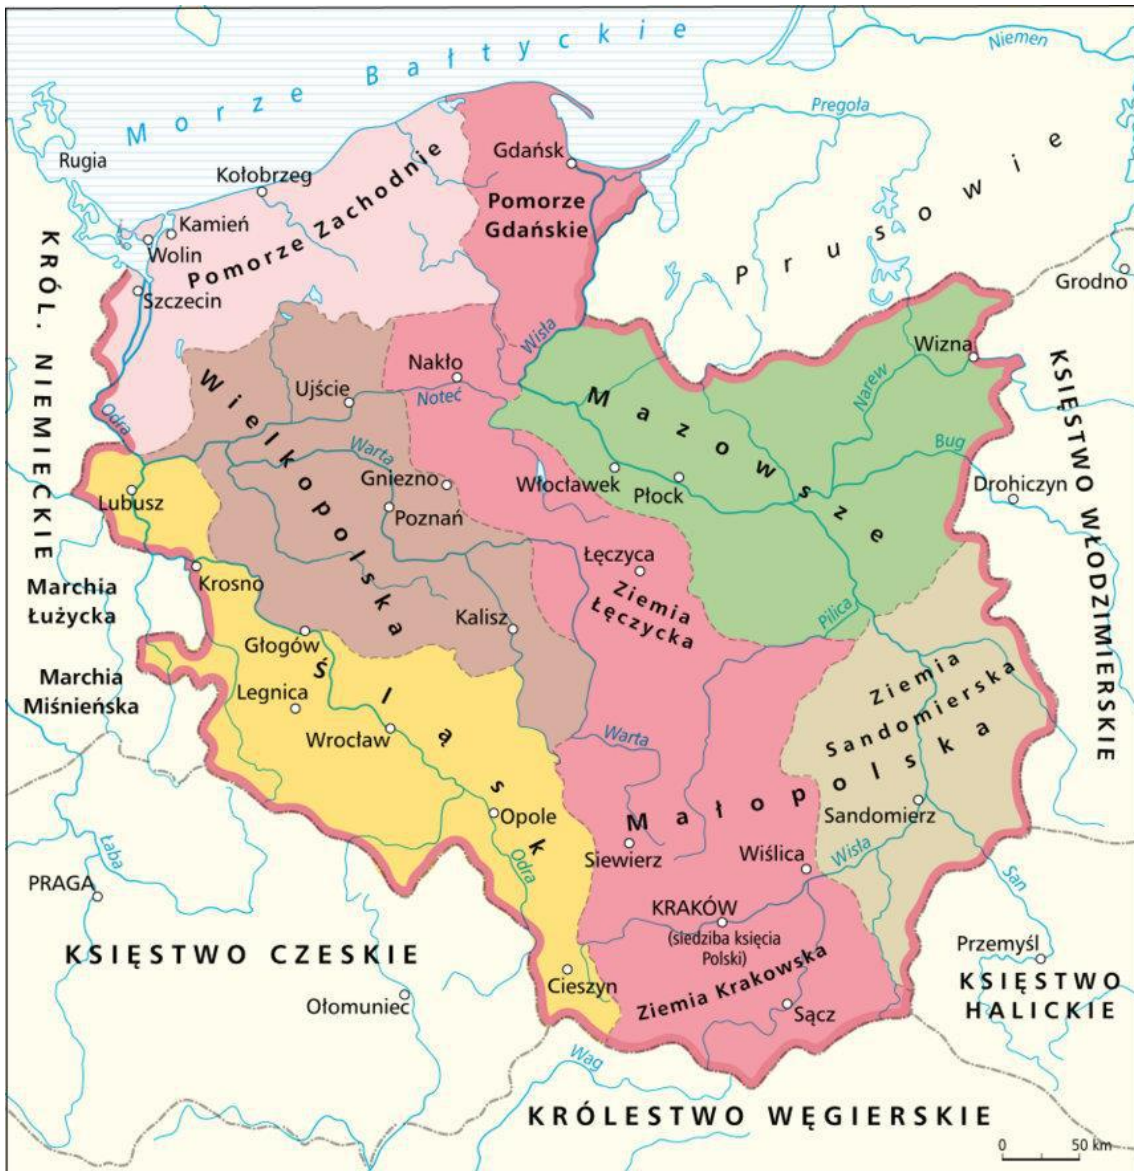 Morze Bałtyckie
Niemen
Pregoła
Rugia
Gdańsk
Kołobrzeg
Pomorze Zachodnie
Pomorze
Gdańskie
Kamień
Wolin
Szczecin
Prusowie
Grodno
KRÓL. NIEMIECKIE
Odra
Wisła
Nakło
Noteć
Ujście
Wielkopolska
Wizna
Narew
Mazowsze
Bug
KSIĘSTWO WŁODZIMIERSKIE
Warta
Gniezno
Poznań
Włocławek
Płock
Drohiczyn
Lubusz
Krosno
Łęczyca
Ziemia
Łęczycka
Pilica
Marchia
Łużycka
Głogów
Kalisz
Marchia
Miśnieńska
Legnica
Śląsk
Wrocław
Warta
Ziemia
Sandomierska
Małopolska
Opole
Siewierz
Sandomierz
Wiślica
Wisła
Odra
San
Łaba
PRAGA
KRAKÓW
(siedziba księcia
Polski)
Ziemia Krakowska
KSIĘSTWO CZESKIE
Przemyśl
KSIĘSTWO
HALICKIE
Cieszyn
Ołomuniec
Sącz
Wag
KRÓLESTWO WĘGIERSKIE
0 50 km